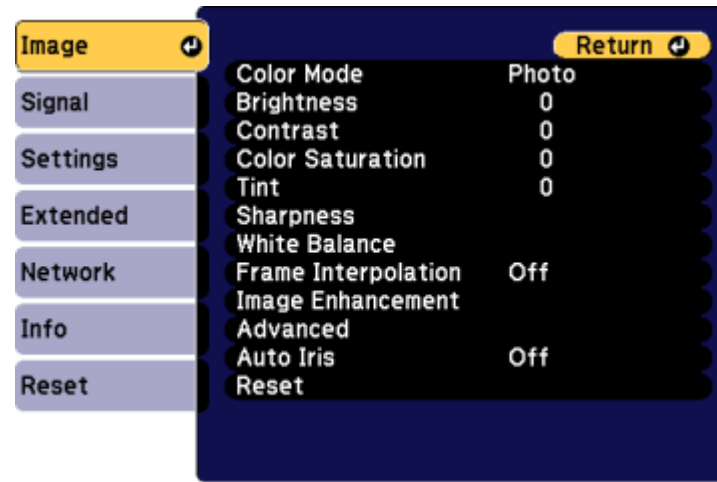 Image
Signal
Settings
Extended
Network
Info
Reset
Return
Color Mode Photo
Brightness 0
Contrast 0
Color Saturation 0
Tint 0
Sharpness
White Balance
Frame Interpolation Off
Image Enhancement
Advanced
Auto Iris Off
Reset